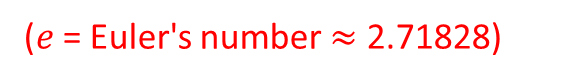 (e = Euler's number ≈ 2.71828)